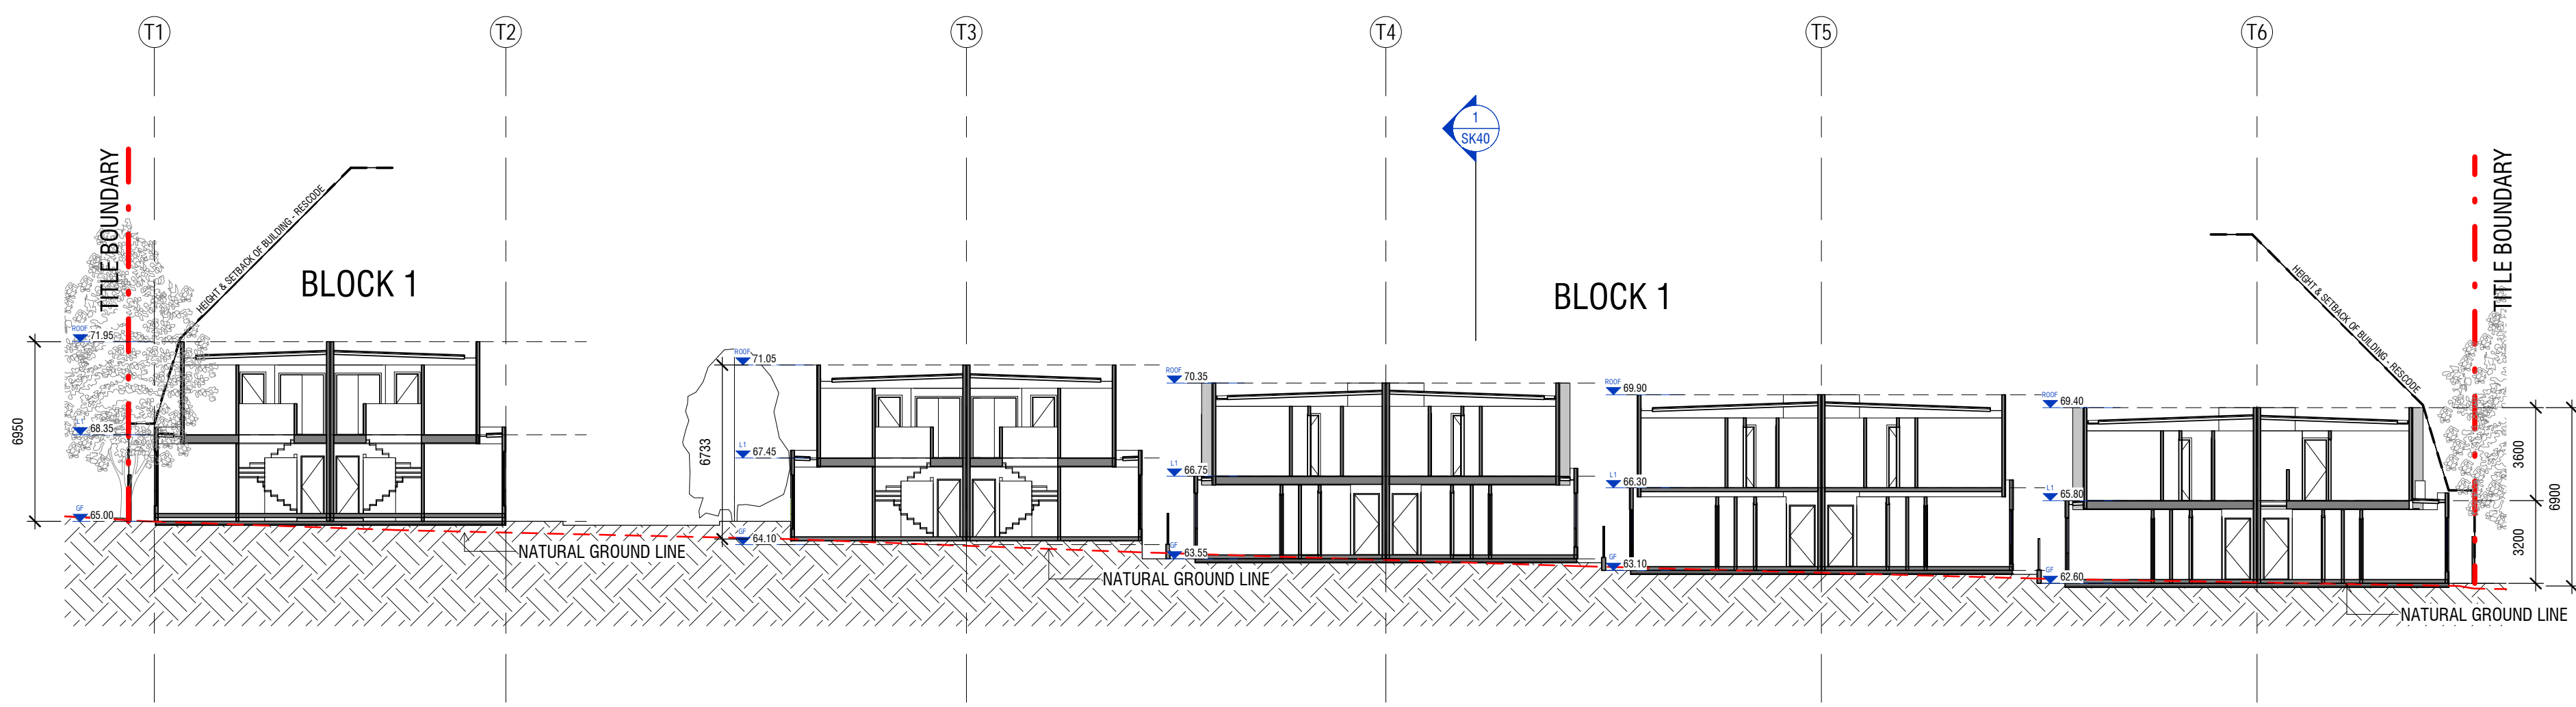 T1
T2
T3
T4
T5
T6
1
SK40
TITLE BOUNDARY
HEIGHT & SETBACK OF BUILDING - RESCODE
BLOCK 1
BLOCK 1
HEIGHT & SETBACK OF BUILDING - RESCODE
TITLE BOUNDARY
ROOF
71.95
L1
68.35
GF
65.00
6950
NATURAL GROUND LINE
ROOF
71.05
L1
67.45
GF
64.10
6733
NATURAL GROUND LINE
ROOF
70.35
L1
66.75
GF
63.55
ROOF
69.90
L1
66.30
GF
63.10
ROOF
69.40
L1
65.80
GF
62.60
3600
3200
6900
NATURAL GROUND LINE